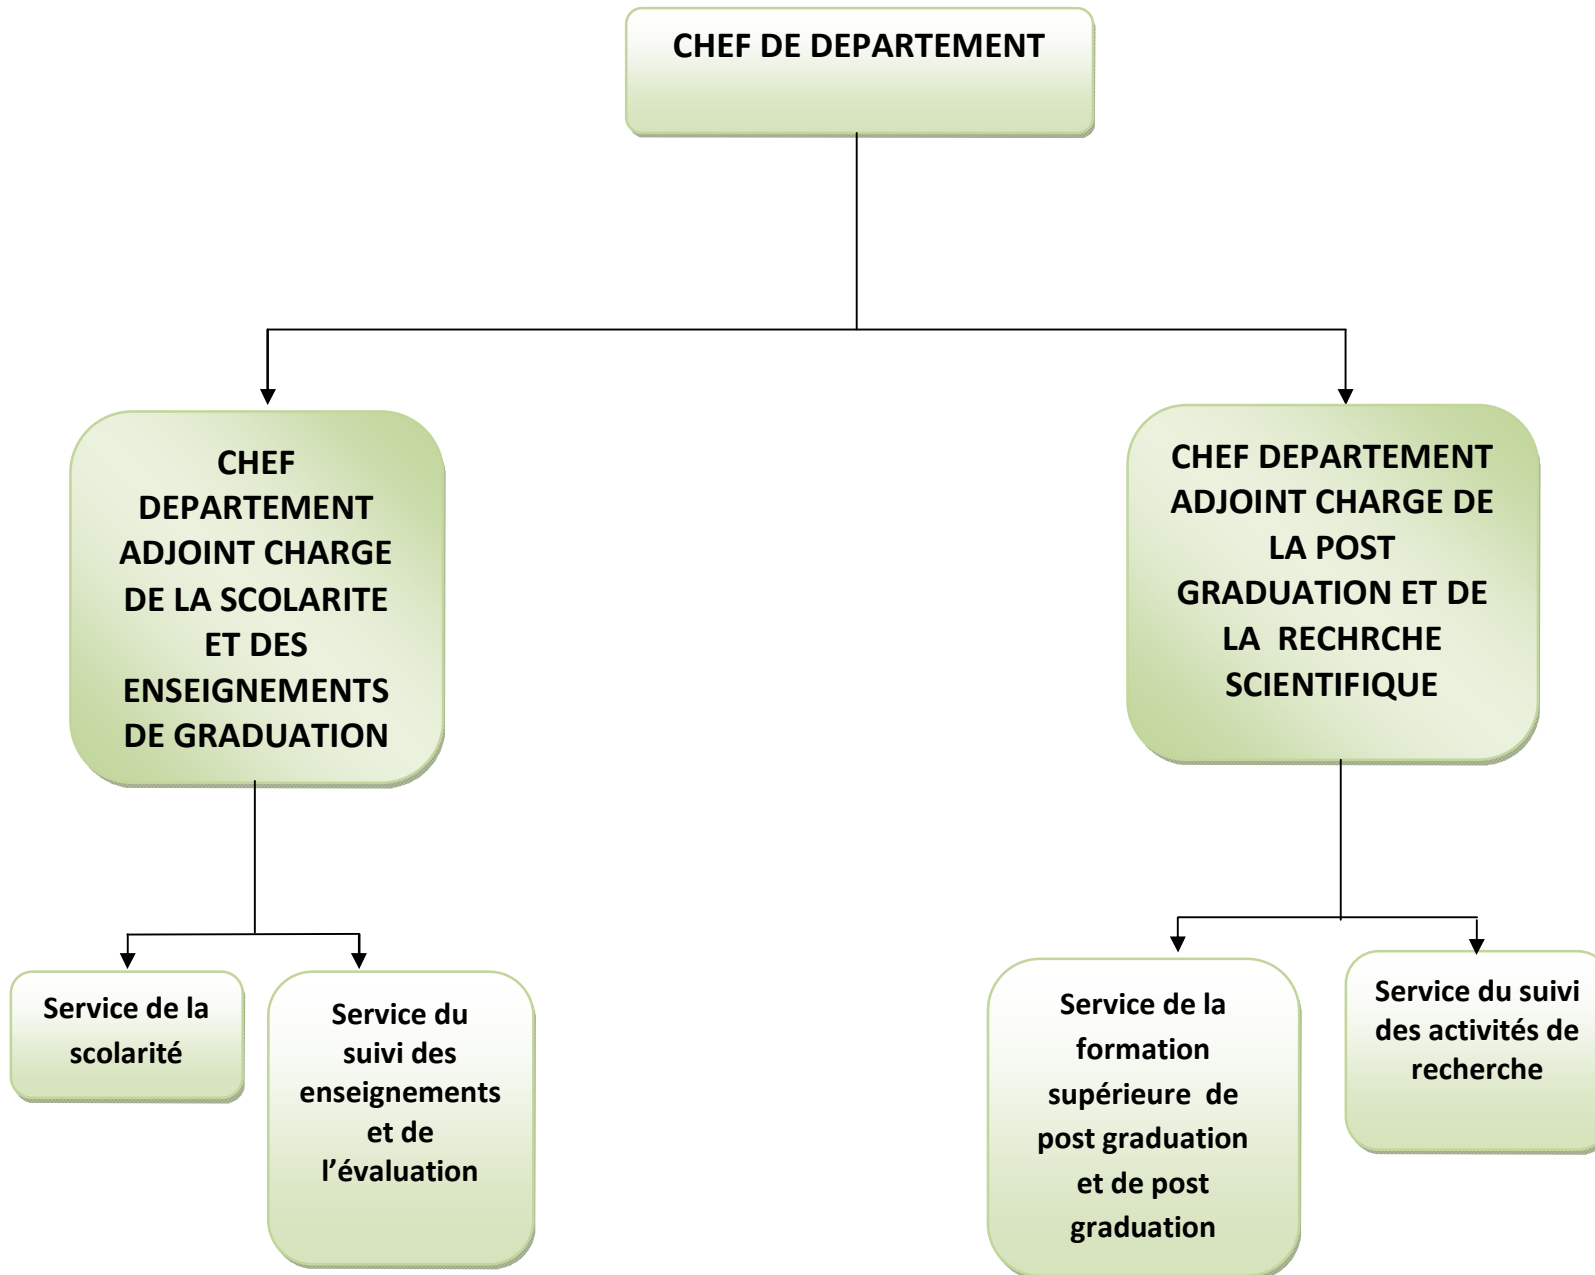 CHEF DE DEPARTEMENT
CHEF
DEPARTEMENT
ADJOINT CHARGE
DE LA SCOLARITE
ET DES
ENSEIGNEMENTS
DE GRADUATION
CHEF DEPARTEMENT
ADJOINT CHARGE DE
LA POST
GRADUATION ET DE
LA RECHRCHE
SCIENTIFIQUE
Service de la
scolarité
Service du
suivi des
enseignements
et de
l’évaluation
Service de la
formation
supérieure de
post graduation
et de post
graduation
Service du suivi
des activités de
recherche